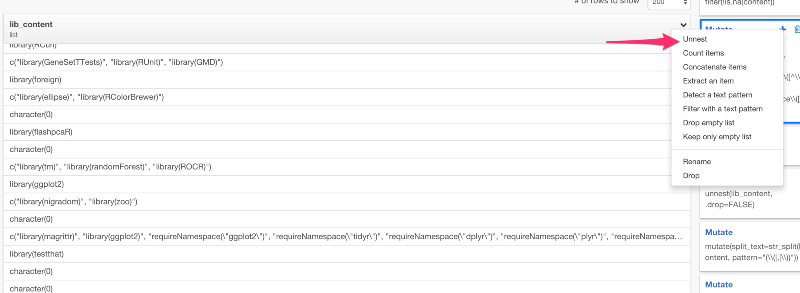 # of rows to show
200
filter(!is.na(content))
lib_content
list
library(RCurl)
c("library(GeneSetTTests)", "library(RUnit)", "library(GMD)")
library(foreign)
c("library(ellipse)", "library(RColorBrewer)")
character(0)
library(flashpcaR)
character(0)
c("library(tm)", "library(randomForest)", "library(ROCR)")
library(ggplot2)
c("library(nigradom)", "library(zoo)")
character(0)
c("library(magrittr)", "library(ggplot2)", "requireNamespace(\"ggplot2\")", "requireNamespace(\"tidyr\")", "requireNamespace(\"dplyr\")", "requireNamespace(\"plyr\")", "requireNamespa...
library(testthat)
character(0)
character(0)
Unnest
Count items
Concatenate items
Extract an item
Detect a text pattern
Filter with a text pattern
Drop empty list
Keep only empty list
Rename
Drop
Mutate
unnest(lib_content,
.drop=FALSE)
Mutate
mutate(split_text=str_split(
ontent, pattern="(\\(|,|\\))"))
Mutate